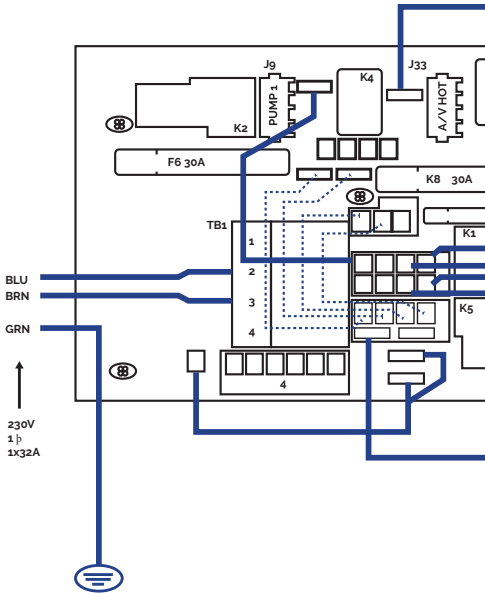 J9
J33
PUMP 1
K4
A/V HOT
K2
F6 30A
K8 30A
TB1
1
K1
2
BLU
BRN
3
K5
GRN
4
4
230V
1 þ
1x32A